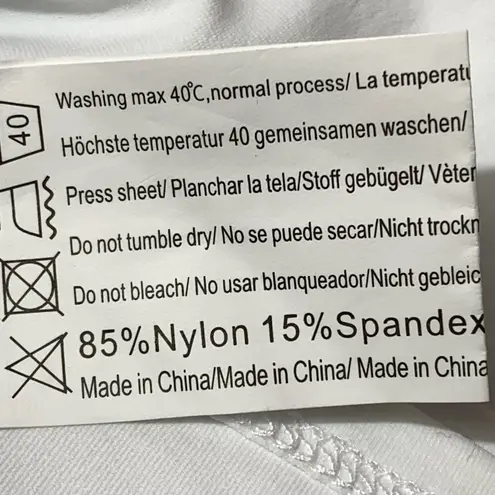 40
Washing max 40℃,normal process/ La temperatu
Höchste temperatur 40 gemeinsamen waschen/
Press sheet/ Planchar la tela/Stoff gebügelt/ Vèter
Do not tumble dry/ No se puede secar/Nicht trockn
Do not bleach/ No usar blanqueador/Nicht gebleic
85%Nylon 15%Spandex
Made in China/Made in China/ Made in China